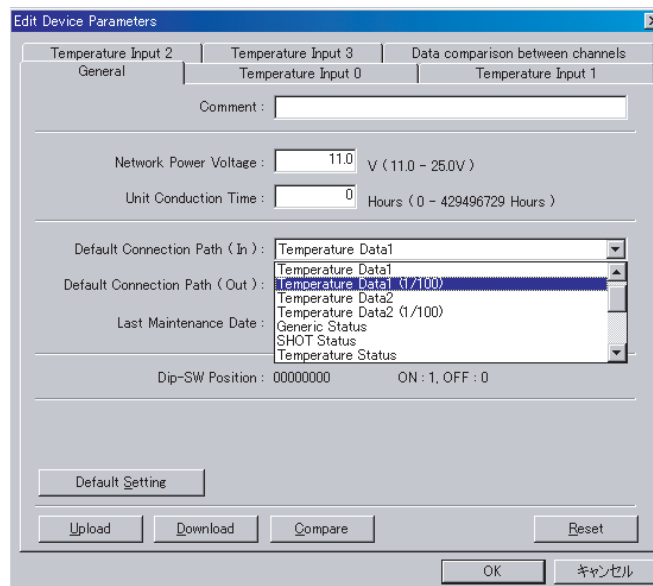 Edit Device Parameters
Temperature Input 2 Temperature Input 3 Data comparison between channels
General Temperature Input 0 Temperature Input 1
Comment :
Network Power Voltage : 11.0 V ( 11.0 - 25.0V )
Unit Conduction Time : 0 Hours ( 0 - 429496729 Hours )
Default Connection Path ( In ) : Temperature Data1
Temperature Data1
Default Connection Path ( Out ) : Temperature Data1 (1/100)
Temperature Data2
Temperature Data2 (1/100)
Last Maintenance Date : Generic Status
SHOT Status
Temperature Status
Dip-SW Position : 00000000 ON : 1, OFF : 0
Default Setting
Upload Download Compare Reset
OK キャンセル